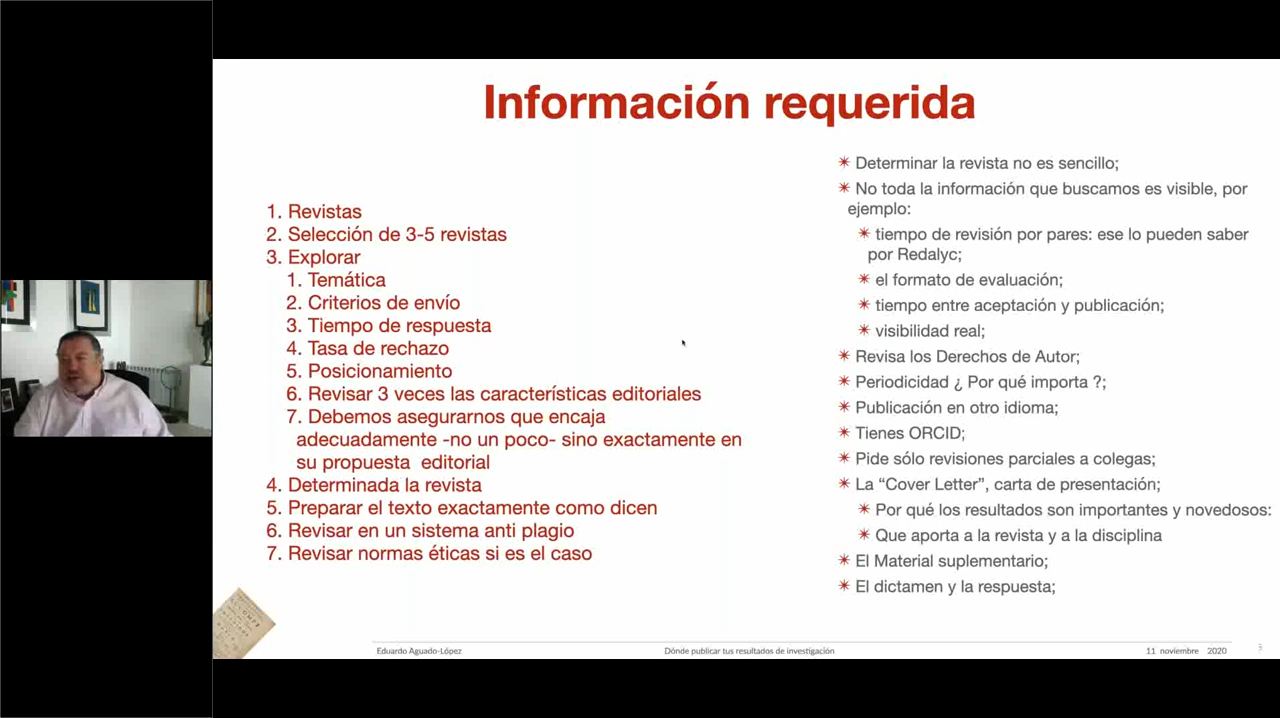 Información requerida
1. Revistas
2. Selección de 3-5 revistas
3. Explorar
1. Temática
2. Criterios de envío
3. Tiempo de respuesta
4. Tasa de rechazo
5. Posicionamiento
6. Revisar 3 veces las características editoriales
7. Debemos asegurarnos que encaja
adecuadamente -no un poco- sino exactamente en
su propuesta editorial
4. Determinada la revista
5. Preparar el texto exactamente como dicen
6. Revisar en un sistema anti plagio
7. Revisar normas éticas si es el caso
✴ Determinar la revista no es sencillo;
✴ No toda la información que buscamos es visible, por
ejemplo:
✴ tiempo de revisión por pares: ese lo pueden saber
por Redalyc;
✴ el formato de evaluación;
✴ tiempo entre aceptación y publicación;
✴ visibilidad real;
✴ Revisa los Derechos de Autor;
✴ Periodicidad ¿ Por qué importa ?;
✴ Publicación en otro idioma;
✴ Tienes ORCID;
✴ Pide sólo revisiones parciales a colegas;
✴ La “Cover Letter”, carta de presentación;
✴ Por qué los resultados son importantes y novedosos:
✴ Que aporta a la revista y a la disciplina
✴ El Material suplementario;
✴ El dictamen y la respuesta;
Eduardo Aguado-López
Dónde publicar tus resultados de investigación
11 noviembre 2020